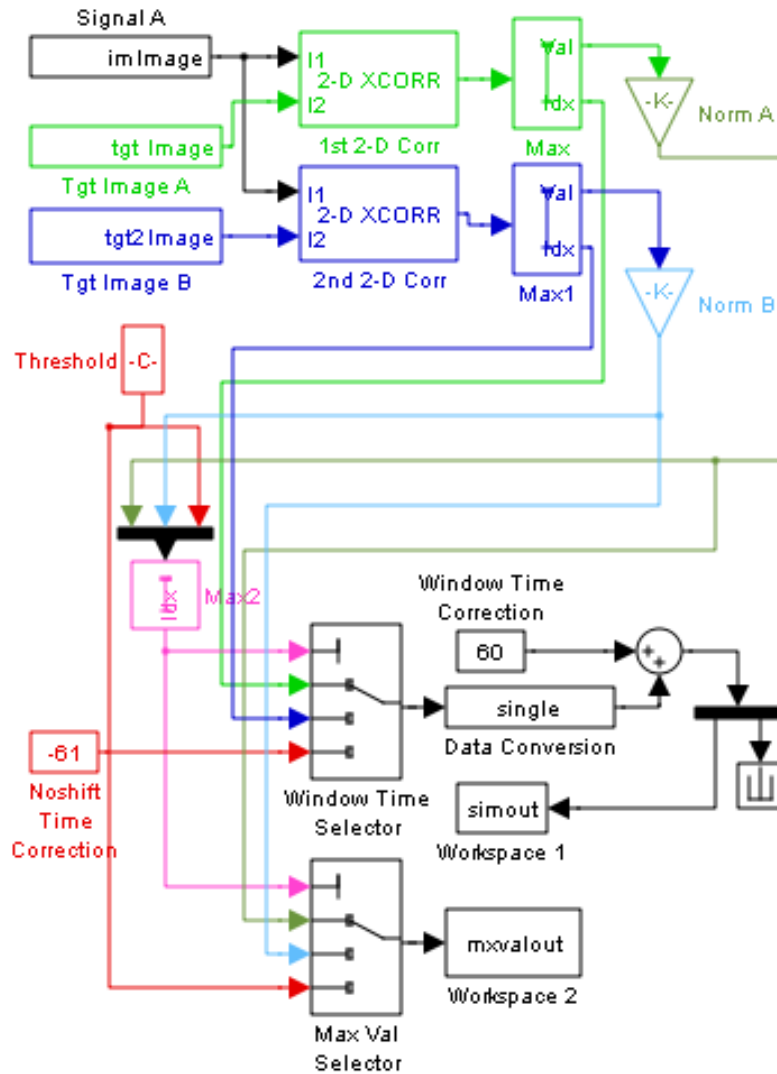 Signal A
im Image
I1
2-D XCORR
I2
1st 2-D Corr
Val
Idx
Max
-K-
Norm A
tgt Image
Tgt Image A
I1
2-D XCORR
I2
2nd 2-D Corr
Val
Idx
Max1
tgt2 Image
Tgt Image B
-K-
Norm B
Threshold
-C-
Idx
Max2
Window Time
Correction
60
single
Data Conversion
-61
Noshift
Time
Correction
Window Time
Selector
simout
Workspace 1
mxvalout
Workspace 2
Max Val
Selector